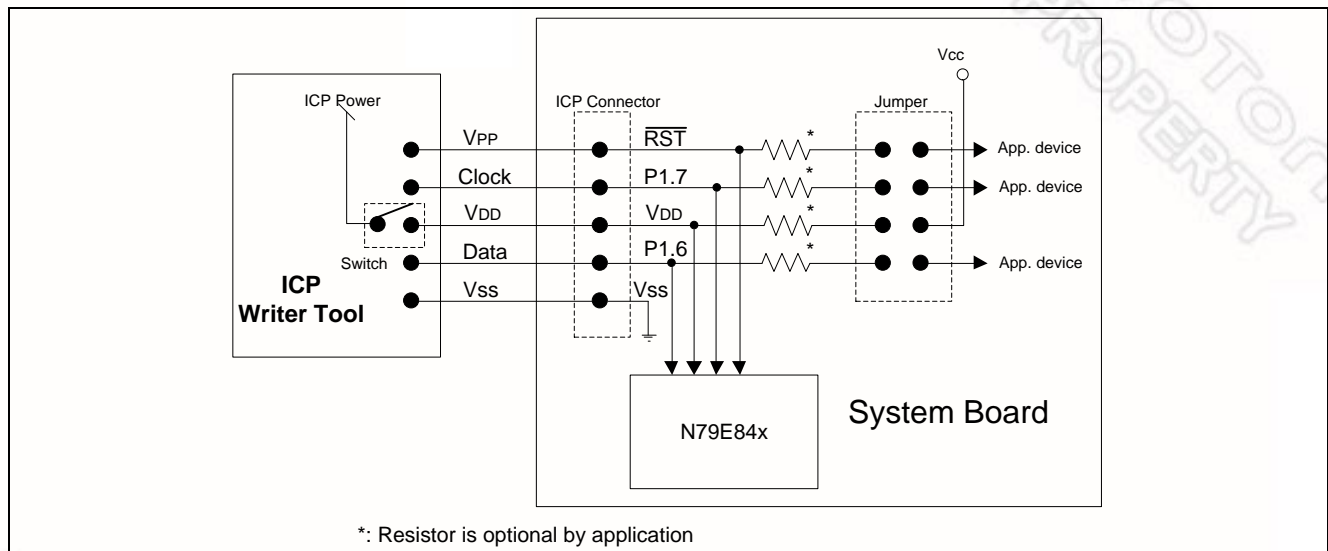 Vcc
ICP Power
ICP Connector
Jumper
VPP
RST
*
App. device
Clock
P1.7
*
App. device
VDD
VDD
*
Switch
Data
P1.6
*
App. device
ICP
Writer Tool
Vss
Vss
N79E84x
System Board
*: Resistor is optional by application
PROPERTY